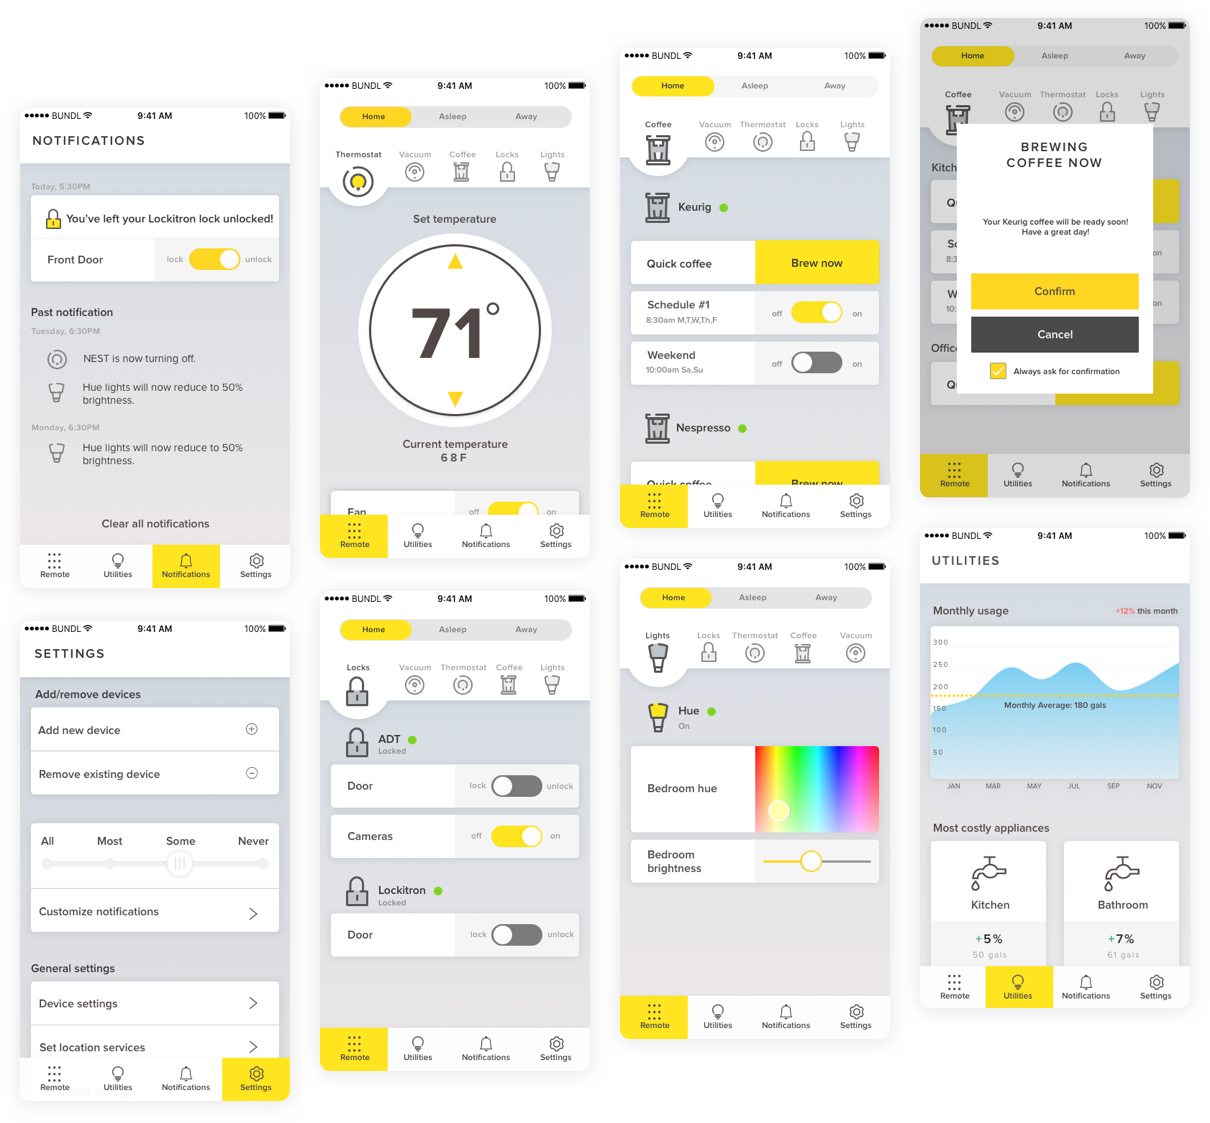 ●●●●● BUNDL 9:41 AM 100%
NOTIFICATIONS
Today, 5:30PM
You've left your Lockitron lock unlocked!
Front Door lock unlock
Past notification
Tuesday, 6:30PM
NEST is now turning off.
Hue lights will now reduce to 50%
brightness.
Monday, 6:30PM
Hue lights will now reduce to 50%
brightness.
Clear all notifications
Remote Utilities Notifications Settings
●●●●● BUNDL 9:41 AM 100%
SETTINGS
Add/remove devices
Add new device
Remove existing device
All Most Some Never
Customize notifications
General settings
Device settings
Set location services
Remote Utilities Notifications Settings
●●●●● BUNDL 9:41 AM 100%
Home Asleep Away
Thermostat Vacuum Coffee Locks Lights
Set temperature
71°
Current temperature
68F
Fan off on
Remote Utilities Notifications Settings
●●●●● BUNDL 9:41 AM 100%
Home Asleep Away
Locks Vacuum Thermostat Coffee Lights
ADT
Locked
Door lock unlock
Cameras off on
Lockitron
Locked
Door lock unlock
Remote Utilities Notifications Settings
●●●●● BUNDL 9:41 AM 100%
Home Asleep Away
Coffee Vacuum Thermostat Locks Lights
Keurig
Quick coffee Brew now
Schedule #1
8:30am M,T,W,Th,F off on
Weekend
10:00am Sa,Su off on
Nespresso
Quick coffee Brew now
Remote Utilities Notifications Settings
●●●●● BUNDL 9:41 AM 100%
Home Asleep Away
Lights Locks Thermostat Coffee Vacuum
Hue
On
Bedroom hue
Bedroom
brightness
Remote Utilities Notifications Settings
●●●●● BUNDL 9:41 AM 100%
Home Asleep Away
Coffee Vacuum Thermostat Locks Lights
BREWING
COFFEE NOW
Kitch
Qu
Your Keurig coffee will be ready soon!
Have a great day!
Sc
8:3 on
Confirm
W
10: on
Cancel
Offic
Always ask for confirmation
Qu
Remote Utilities Notifications Settings
●●●●● BUNDL 9:41 AM 100%
UTILITIES
Monthly usage +12% this month
300
250
200
Monthly Average: 180 gals
150
100
50
JAN MAR MAY JUL SEP NOV
Most costly appliances
Kitchen Bathroom
+5% +7%
50 gals 61 gals
Remote Utilities Notifications Settings